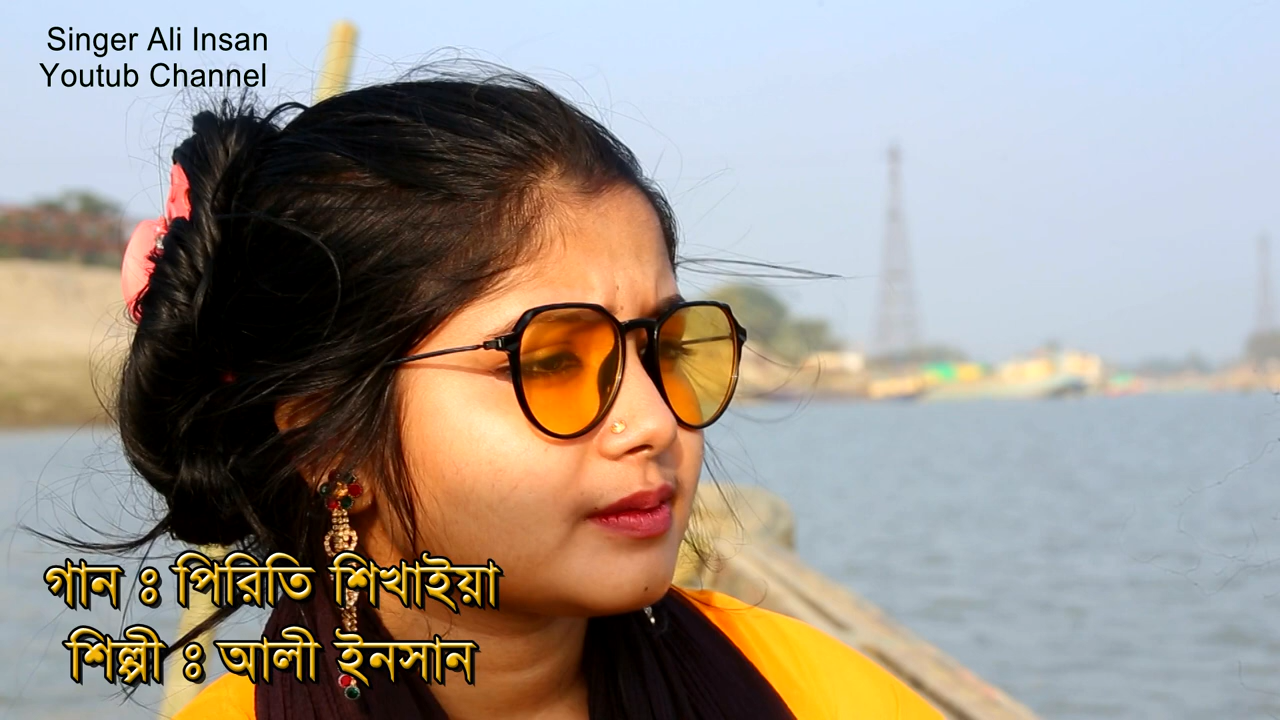 Singer Ali Insan
Youtub Channel
গান ঃ পিরিতি শিখাইয়া
শিল্পী ঃ আলী ইনসান